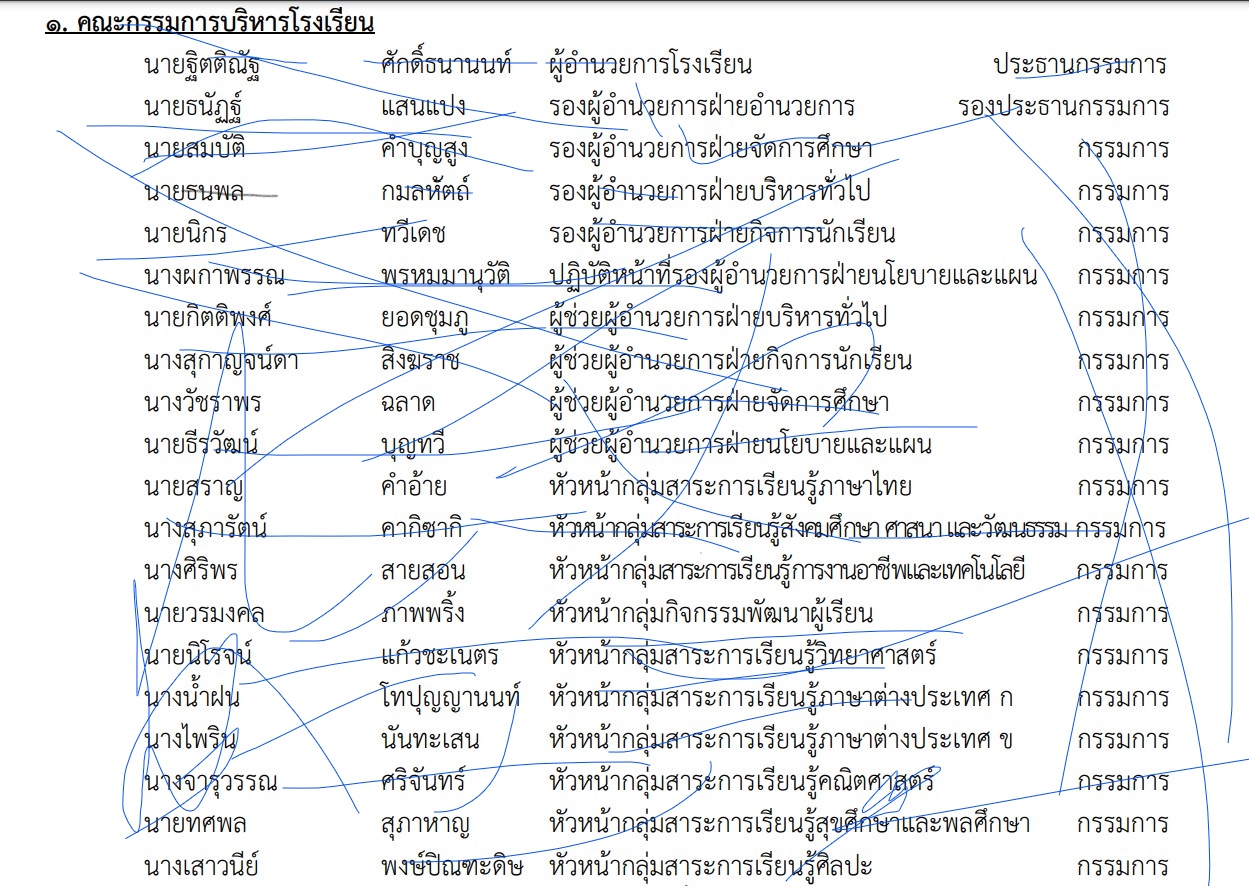 ๑. คณะกรรมการบริหารโรงเรียน
นายฐิตติณัฐ ศักดิ์ธนานนท์ ผู้อำนวยการโรงเรียน ประธานกรรมการ
นายธนัฏฐ์ แสนแปง รองผู้อำนวยการฝ่ายอำนวยการ รองประธานกรรมการ
นายสมบัติ คำบุญสูง รองผู้อำนวยการฝ่ายจัดการศึกษา กรรมการ
นายธนพล กมลหัตถ์ รองผู้อำนวยการฝ่ายบริหารทั่วไป กรรมการ
นายนิกร ทวีเดช รองผู้อำนวยการฝ่ายกิจการนักเรียน กรรมการ
นางผกาพรรณ พรหมมานุวัติ ปฏิบัติหน้าที่รองผู้อำนวยการฝ่ายนโยบายและแผน กรรมการ
นายกิตติพงศ์ ยอดชุมภู ผู้ช่วยผู้อำนวยการฝ่ายบริหารทั่วไป กรรมการ
นางสุกาญจน์ดา สิงฆราช ผู้ช่วยผู้อำนวยการฝ่ายกิจการนักเรียน กรรมการ
นางวัชราพร ฉลาด ผู้ช่วยผู้อำนวยการฝ่ายจัดการศึกษา กรรมการ
นายธีรวัฒน์ บุญทวี ผู้ช่วยผู้อำนวยการฝ่ายนโยบายและแผน กรรมการ
นายสราญ คำอ้าย หัวหน้ากลุ่มสาระการเรียนรู้ภาษาไทย กรรมการ
นางสุภารัตน์ คากิซากิ หัวหน้ากลุ่มสาระการเรียนรู้สังคมศึกษา ศาสนา และวัฒนธรรม กรรมการ
นางศิริพร สายสอน หัวหน้ากลุ่มสาระการเรียนรู้การงานอาชีพและเทคโนโลยี กรรมการ
นายวรมงคล ภาพพริ้ง หัวหน้ากลุ่มกิจกรรมพัฒนาผู้เรียน กรรมการ
นายนิโรจน์ แก้วชะเนตร หัวหน้ากลุ่มสาระการเรียนรู้วิทยาศาสตร์ กรรมการ
นางน้ำฝน โทปุญญานนท์ หัวหน้ากลุ่มสาระการเรียนรู้ภาษาต่างประเทศ ก กรรมการ
นางไพริน นันทะเสน หัวหน้ากลุ่มสาระการเรียนรู้ภาษาต่างประเทศ ข กรรมการ
นางจารุวรรณ ศริจันทร์ หัวหน้ากลุ่มสาระการเรียนรู้คณิตศาสตร์ กรรมการ
นายทศพล สุภาหาญ หัวหน้ากลุ่มสาระการเรียนรู้สุขศึกษาและพลศึกษา กรรมการ
นางเสาวนีย์ พงษ์ปิณฑะดิษ หัวหน้ากลุ่มสาระการเรียนรู้ศิลปะ กรรมการ